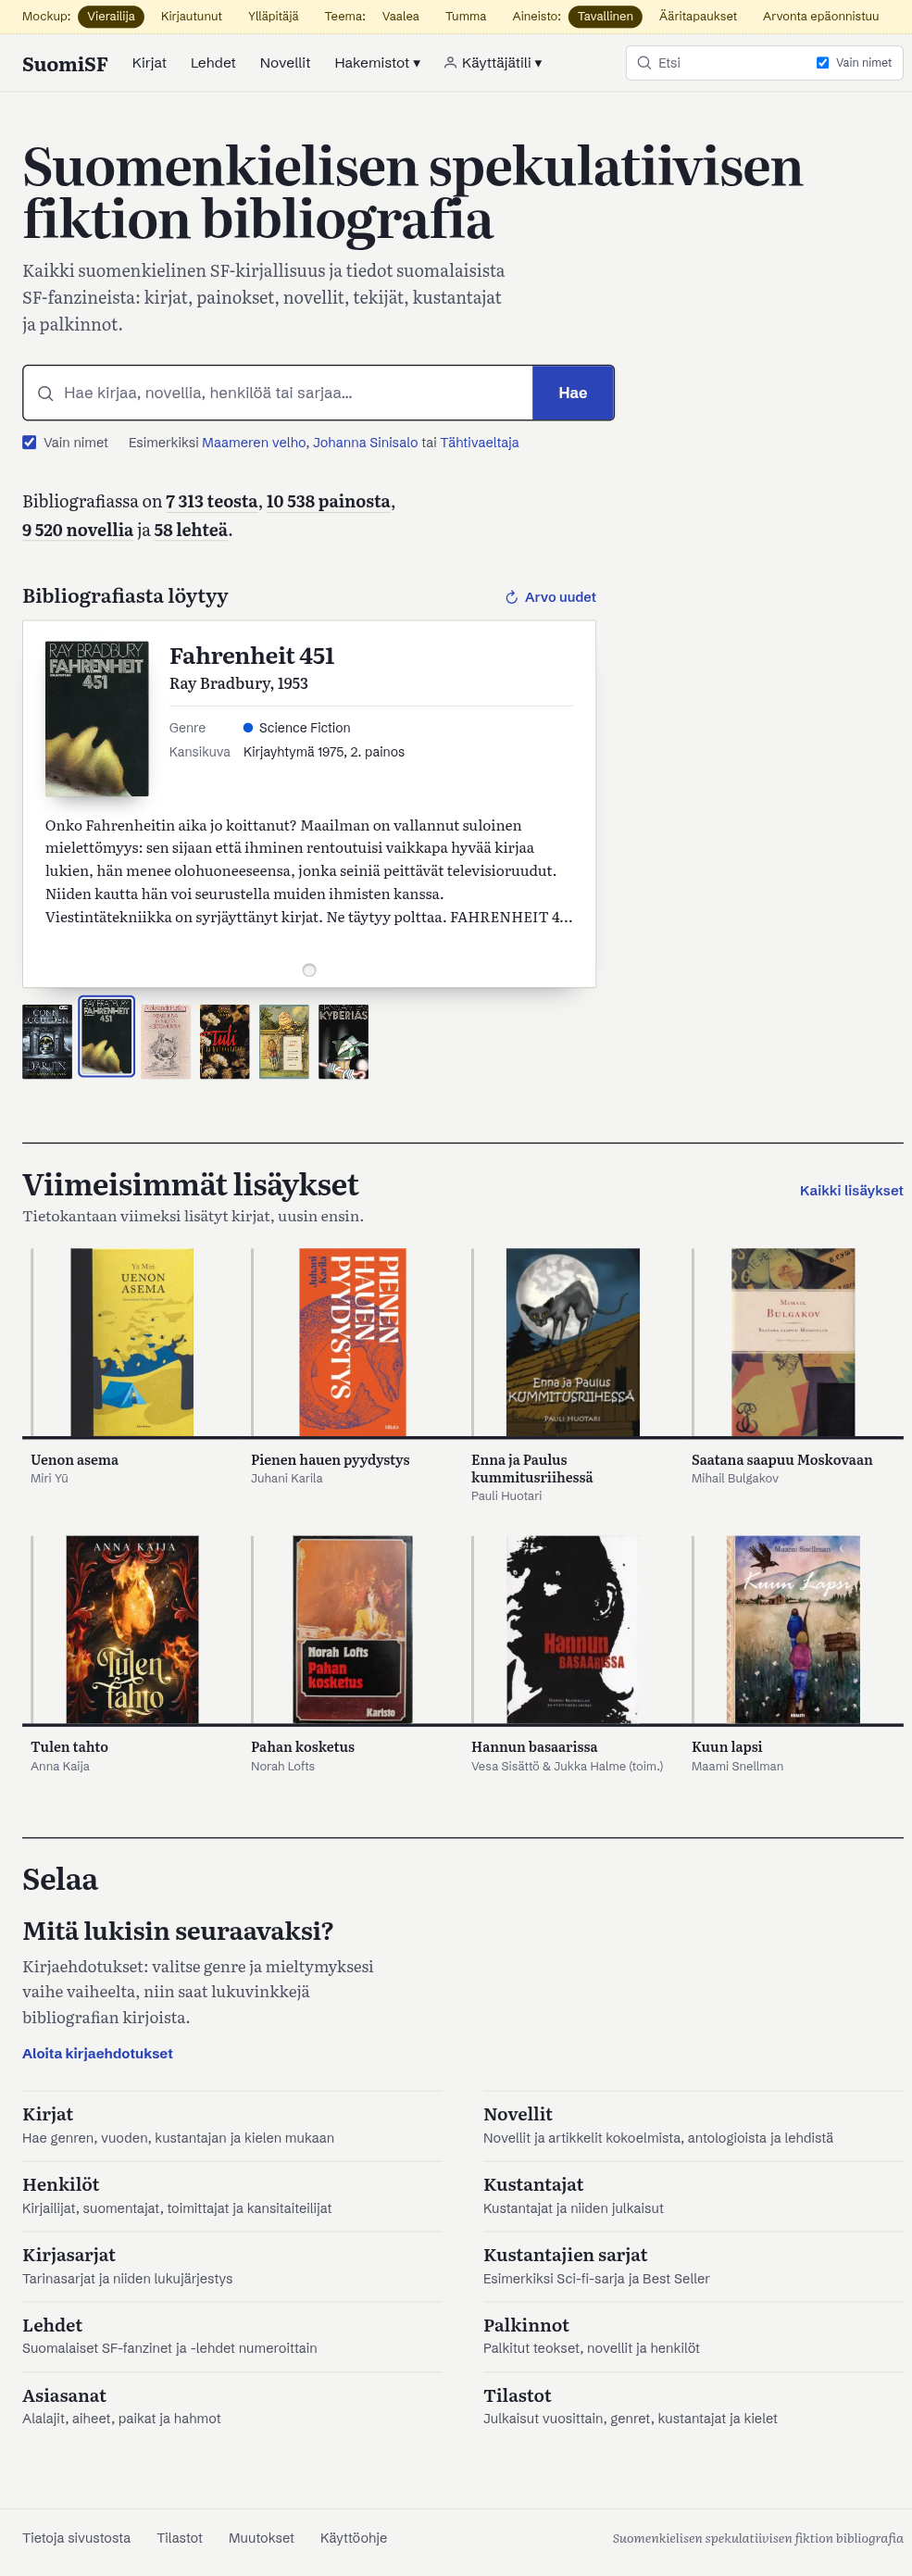 Mockup: Vierailija Kirjautunut Ylläpitäjä Teema: Vaalea Tumma Aineisto: Tavallinen Ääritapaukset Arvonta epäonnistuu
SuomiSF Kirjat Lehdet Novellit Hakemistot ▾ Käyttäjätili ▾ Etsi Vain nimet
Suomenkielisen spekulatiivisen
fiktion bibliografia
Kaikki suomenkielinen SF-kirjallisuus ja tiedot suomalaisista
SF-fanzineista: kirjat, painokset, novellit, tekijät, kustantajat
ja palkinnot.
Hae kirjaa, novellia, henkilöä tai sarjaa... Hae
Vain nimet Esimerkiksi Maameren velho, Johanna Sinisalo tai Tähtivaeltaja
Bibliografiassa on 7 313 teosta, 10 538 painosta,
9 520 novellia ja 58 lehteä.
Bibliografiasta löytyy Arvo uudet
RAY BRADBURY
FAHRENHEIT
451
Fahrenheit 451
Ray Bradbury, 1953
Genre Science Fiction
Kansikuva Kirjayhtymä 1975, 2. painos
Onko Fahrenheitin aika jo koittanut? Maailman on vallannut suloinen
mielettömyys: sen sijaan että ihminen rentoutuisi vaikkapa hyvää kirjaa
lukien, hän menee olohuoneeseensa, jonka seiniä peittävät televisioruudut.
Niiden kautta hän voi seurustella muiden ihmisten kanssa.
Viestintätekniikka on syrjäyttänyt kirjat. Ne täytyy polttaa. FAHRENHEIT 4...
FAHRENHEIT
451
Tuli
KYBERIAS
Viimeisimmät lisäykset Kaikki lisäykset
Tietokantaan viimeksi lisätyt kirjat, uusin ensin.
Yū Miri
UENON
ASEMA
Juhani
Karila
PIENEN
HAUEN
PYYDYSTYS
Enna ja Paulus
KUMMITUSRIIHESSÄ
PAULI HUOTARI
MIHAIL
BULGAKOV
SAATANA SAAPUU MOSKOVAAN
Uenon asema
Miri Yū
Pienen hauen pyydystys
Juhani Karila
Enna ja Paulus
kummitusriihessä
Pauli Huotari
Saatana saapuu Moskovaan
Mihail Bulgakov
ANNA KAIJA
Tulen
tahto
Norah Lofts
Pahan
kosketus
Karisto
Hannun
BASAARISSA
Maami Snellman
Kuun Lapsi
Tulen tahto
Anna Kaija
Pahan kosketus
Norah Lofts
Hannun basaarissa
Vesa Sisättö & Jukka Halme (toim.)
Kuun lapsi
Maami Snellman
Selaa
Mitä lukisin seuraavaksi?
Kirjaehdotukset: valitse genre ja mieltymyksesi
vaihe vaiheelta, niin saat lukuvinkkejä
bibliografian kirjoista.
Aloita kirjaehdotukset
Kirjat
Hae genren, vuoden, kustantajan ja kielen mukaan
Novellit
Novellit ja artikkelit kokoelmista, antologioista ja lehdistä
Henkilöt
Kirjailijat, suomentajat, toimittajat ja kansitaiteilijat
Kustantajat
Kustantajat ja niiden julkaisut
Kirjasarjat
Tarinasarjat ja niiden lukujärjestys
Kustantajien sarjat
Esimerkiksi Sci-fi-sarja ja Best Seller
Lehdet
Suomalaiset SF-fanzinet ja -lehdet numeroittain
Palkinnot
Palkitut teokset, novellit ja henkilöt
Asiasanat
Alalajit, aiheet, paikat ja hahmot
Tilastot
Julkaisut vuosittain, genret, kustantajat ja kielet
Tietoja sivustosta Tilastot Muutokset Käyttöohje Suomenkielisen spekulatiivisen fiktion bibliografia